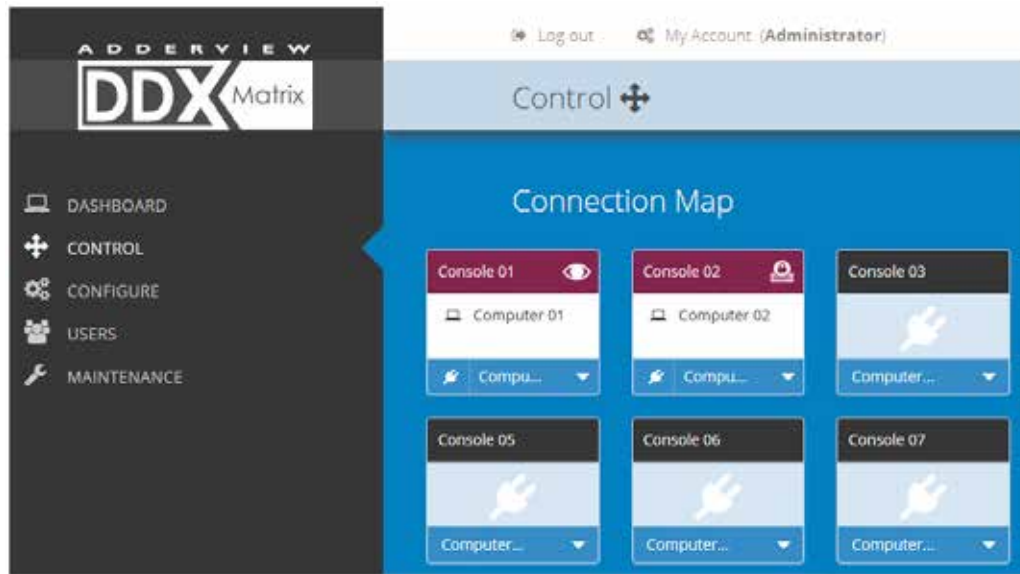 ADDERVIEW
DDX Matrix
Log out
My Account (Administrator)
Control
DASHBOARD
CONTROL
CONFIGURE
USERS
MAINTENANCE
Connection Map
Console 01
Console 02
Console 03
Computer 01
Computer 02
Compu...
Compu...
Computer...
Console 05
Console 06
Console 07
Computer...
Computer...
Computer...